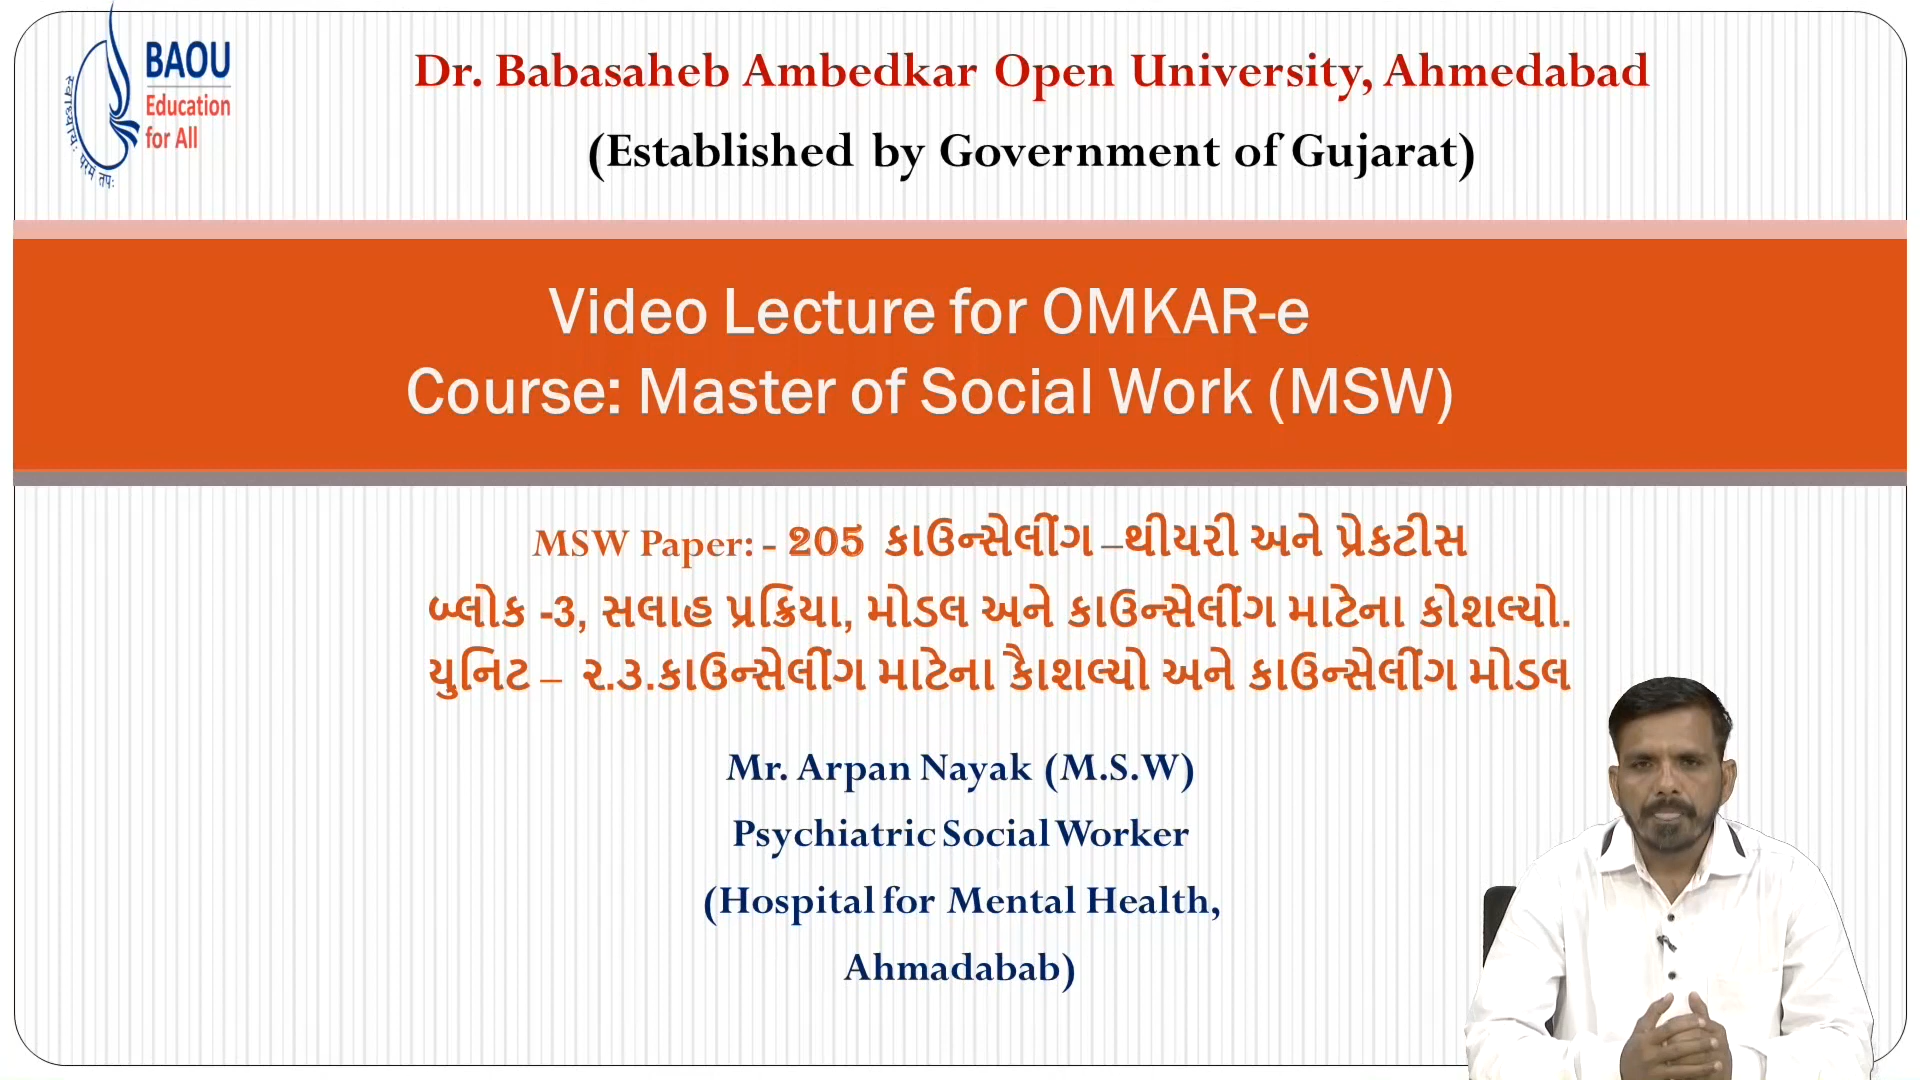 BAOU
Education
for All
स्वाध्यायः परमं तपः
Dr. Babasaheb Ambedkar Open University, Ahmedabad
(Established by Government of Gujarat)
Video Lecture for OMKAR-e
Course: Master of Social Work (MSW)
MSW Paper: - 205 કાઉન્સેલીંગ –થીયરી અને પ્રેકટીસ
બ્લોક -3, સલાહ પ્રક્રિયા, મોડલ અને કાઉન્સેલીંગ માટેના કોશલ્યો.
યુનિટ – ૨.૩.કાઉન્સેલીંગ માટેના કૌશલ્યો અને કાઉન્સેલીંગ મોડલ
Mr. Arpan Nayak (M.S.W)
Psychiatric Social Worker
(Hospital for Mental Health,
Ahmadabab)